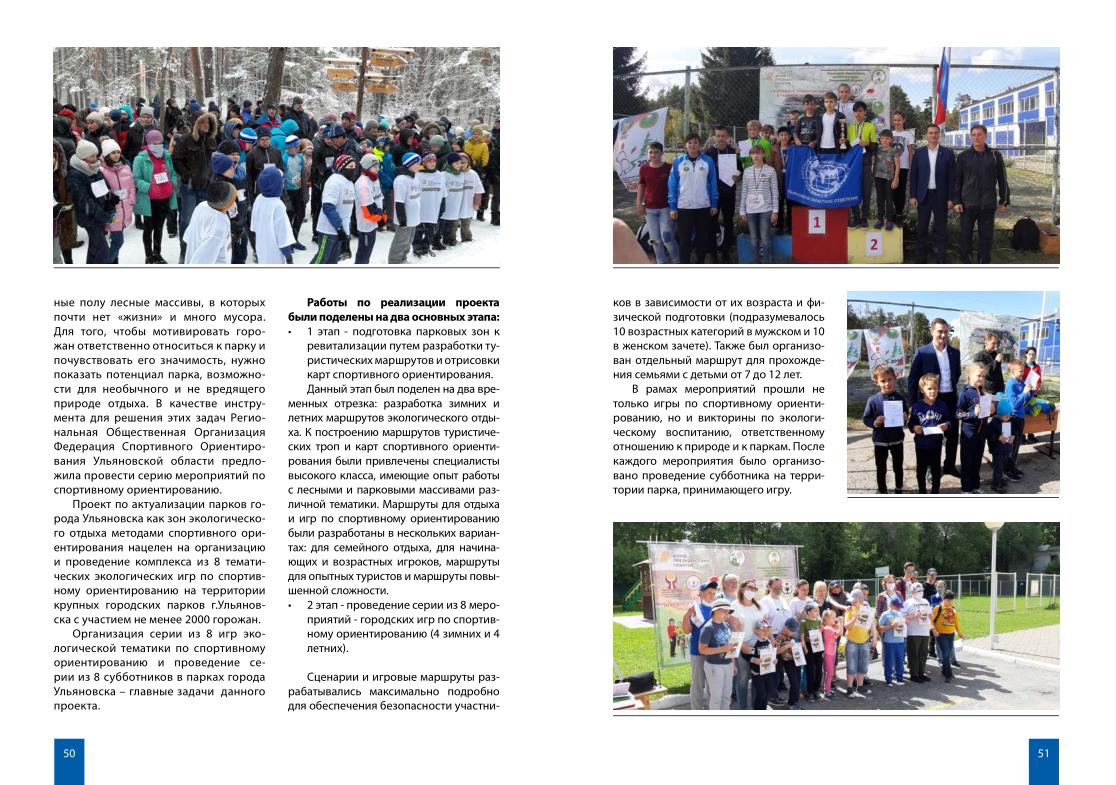 ные полу лесные массивы, в которых
почти нет «жизни» и много мусора.
Для того, чтобы мотивировать горо-
жан ответственно относиться к парку и
почувствовать его значимость, нужно
показать потенциал парка, возможно-
сти для необычного и не вредящего
природе отдыха. В качестве инстру-
мента для решения этих задач Регио-
нальная Общественная Организация
Федерация Спортивного Ориентиро-
вания Ульяновской области предло-
жила провести серию мероприятий по
спортивному ориентированию.
Проект по актуализации парков го-
рода Ульяновска как зон экологическо-
го отдыха методами спортивного ори-
ентирования нацелен на организацию
и проведение комплекса из 8 темати-
ческих экологических игр по спортив-
ному ориентированию на территории
крупных городских парков г.Ульянов-
ска с участием не менее 2000 горожан.
Организация серии из 8 игр эко-
логической тематики по спортивному
ориентированию и проведение се-
рии из 8 субботников в парках города
Ульяновска – главные задачи данного
проекта.
Работы по реализации проекта
были поделены на два основных этапа:
• 1 этап - подготовка парковых зон к
ревитализации путем разработки ту-
ристических маршрутов и отрисовки
карт спортивного ориентирования.
Данный этап был поделен на два вре-
менных отрезка: разработка зимних и
летних маршрутов экологического отды-
ха. К построению маршрутов туристиче-
ских троп и карт спортивного ориенти-
рования были привлечены специалисты
высокого класса, имеющие опыт работы
с лесными и парковыми массивами раз-
личной тематики. Маршруты для отдыха
и игр по спортивному ориентированию
были разработаны в нескольких вариан-
тах: для семейного отдыха, для начина-
ющих и возрастных игроков, маршруты
для опытных туристов и маршруты повы-
шенной сложности.
• 2 этап - проведение серии из 8 меро-
приятий - городских игр по спортив-
ному ориентированию (4 зимних и 4
летних).
Сценарии и игровые маршруты раз-
рабатывались максимально подробно
для обеспечения безопасности участни-
50
1
2
ков в зависимости от их возраста и фи-
зической подготовки (подразумевалось
10 возрастных категорий в мужском и 10
в женском зачете). Также был организо-
ван отдельный маршрут для прохожде-
ния семьями с детьми от 7 до 12 лет.
В рамках мероприятий прошли не
только игры по спортивному ориенти-
рованию, но и викторины по экологи-
ческому воспитанию, ответственному
отношению к природе и к паркам. После
каждого мероприятия было организо-
вано проведение субботника на терри-
тории парка, принимающего игру.
ФОНД
ПРЕЗИДЕНТСКИХ
ГРАНТОВ
51